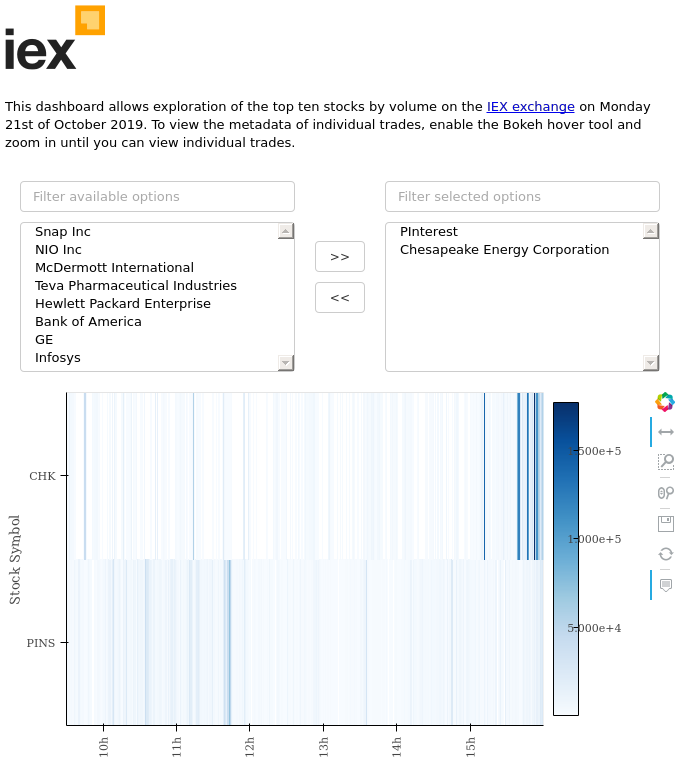 iex
This dashboard allows exploration of the top ten stocks by volume on the IEX exchange on Monday
21st of October 2019. To view the metadata of individual trades, enable the Bokeh hover tool and
zoom in until you can view individual trades.
Filter available options
Filter selected options
Snap Inc
NIO Inc
McDermott International
Teva Pharmaceutical Industries
Hewlett Packard Enterprise
Bank of America
GE
Infosys
>>
<<
PInterest
Chesapeake Energy Corporation
Stock Symbol
CHK
PINS
10h
11h
12h
13h
14h
15h
1.500e+5
1.000e+5
5.000e+4